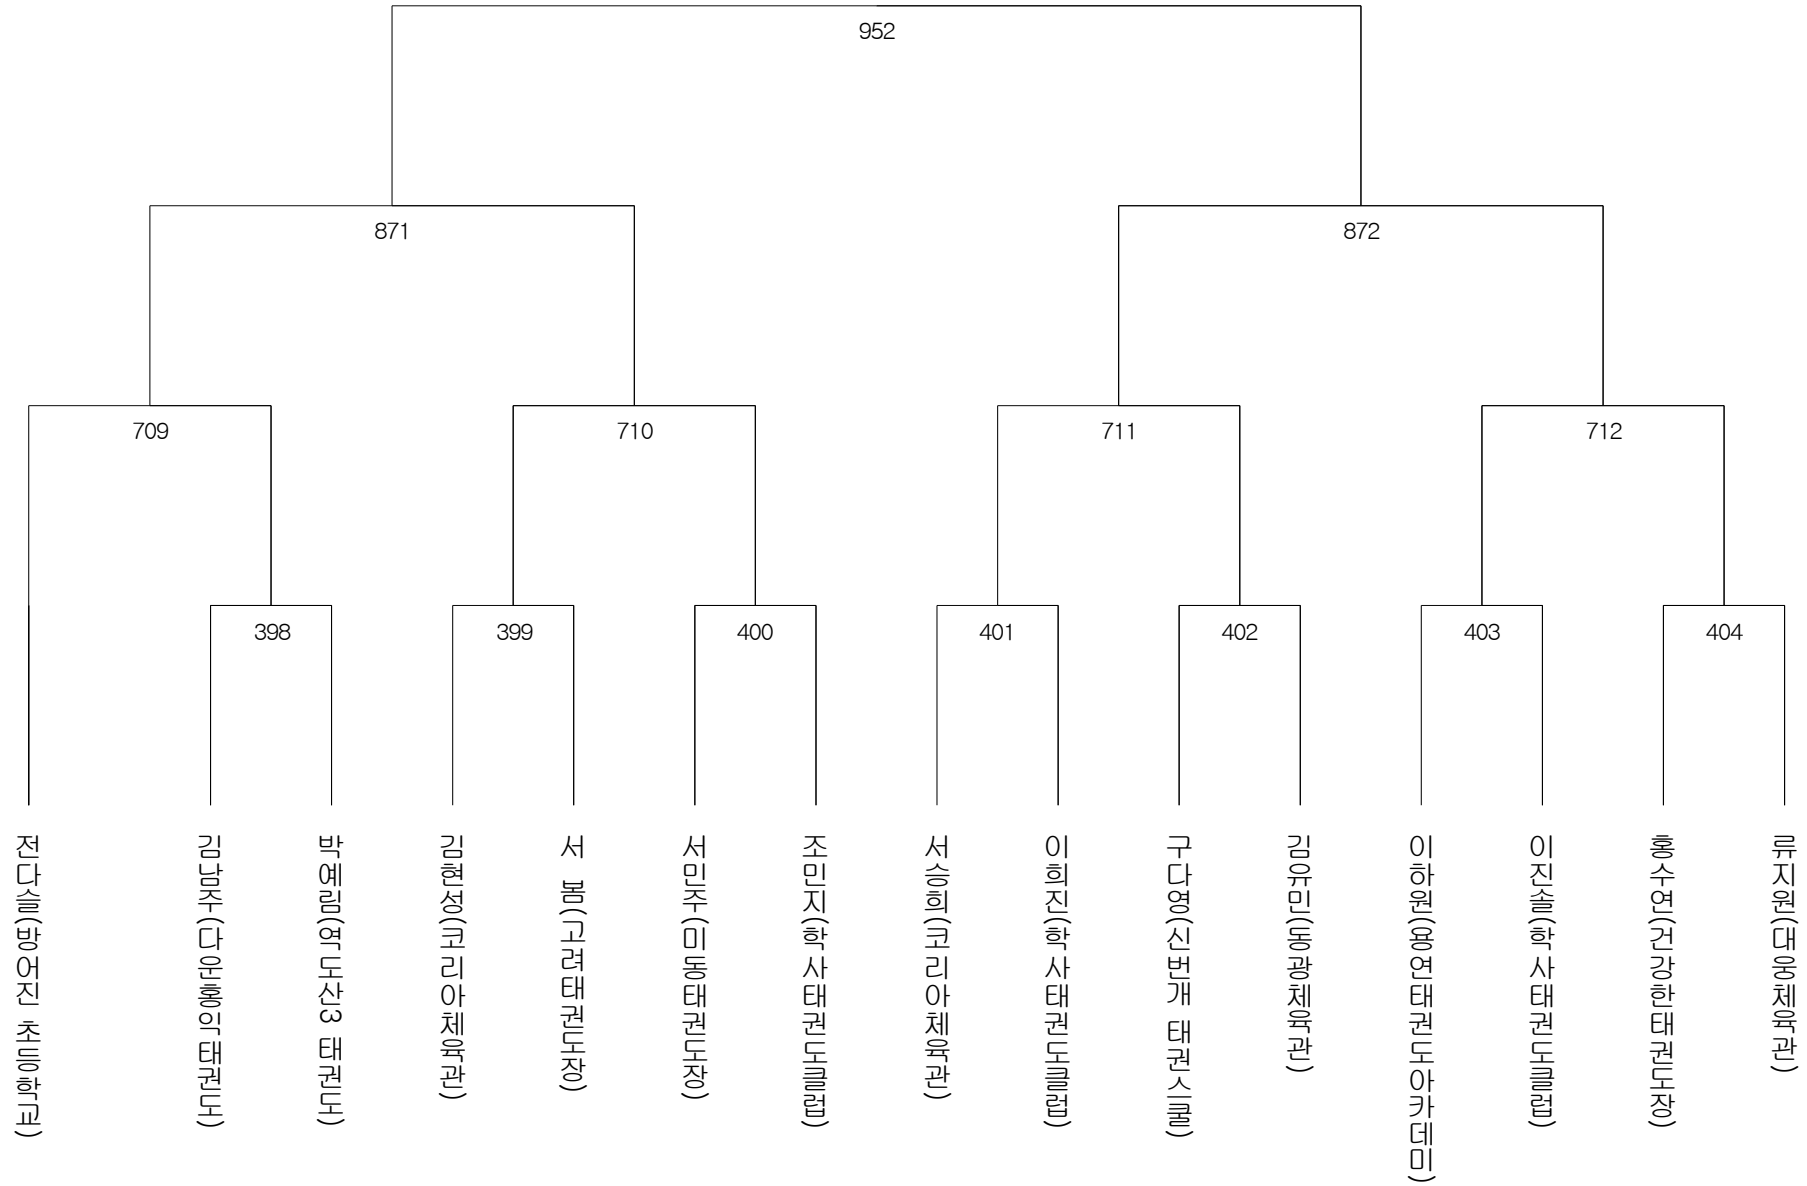 952
871
872
709
710
711
712
398
399
400
401
402
403
404
전다슬(방어진 초등학교)
김남주(다운홍익태권도)
박예림(역도산3 태권도)
김현성(코리아체육관)
서 봄(고려태권도장)
서민주(미동태권도장)
조민지(학사태권도클럽)
서승희(코리아체육관)
이희진(학사태권도클럽)
구다영(신번개 태권스쿨)
김유민(동광체육관)
이하원(용연태권도아카데미)
이진솔(학사태권도클럽)
홍수연(건강한태권도장)
류지원(대웅체육관)